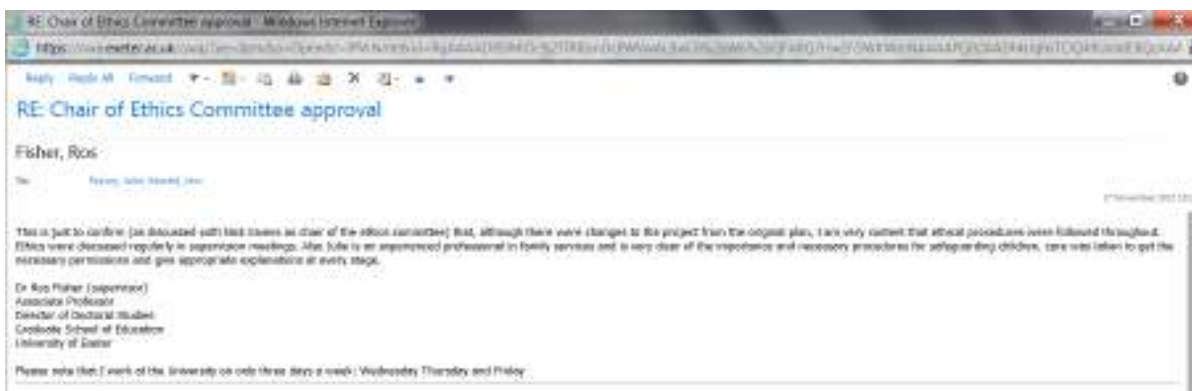 RE: Chair of Ethics Committee approval - Windows Internet Explorer
Reply Reply All Forward
RE: Chair of Ethics Committee approval
Fisher, Ros
To:
This is just to confirm (as discussed with as chair of the ethics committee) that, although there were changes to the project from the original plan, I am very content that ethical procedures were followed throughout.
Ethics were discussed regularly in supervision meetings. Also Julie is an experienced professional in family services and is very clear of the importance and necessary procedures for safeguarding children, care was taken to get the
necessary permissions and give appropriate explanations at every stage.
Dr Ros Fisher (supervisor)
Associate Professor
Director of Doctoral Studies
Graduate School of Education
University of Exeter
Please note that I work at the University on only three days a week: Wednesday Thursday and Friday